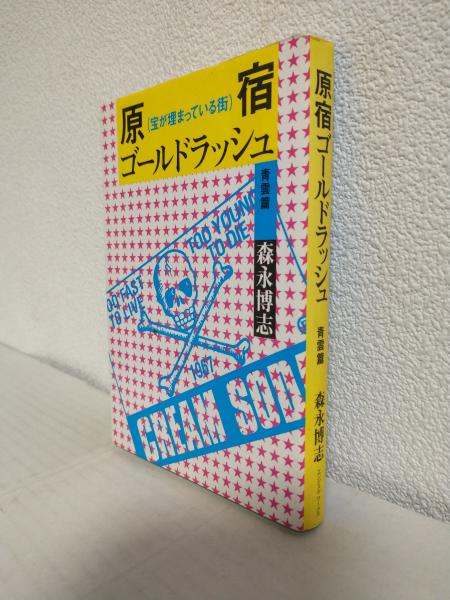 原宿
(宝が埋まっている街)
ゴールドラッシュ
青雲篇
森永博志
TOO YOUNG
TO DIE
OO FAST
TO LIVE
1967
CREAM SOD
原宿ゴールドラッシュ
青雲篇
森永博志